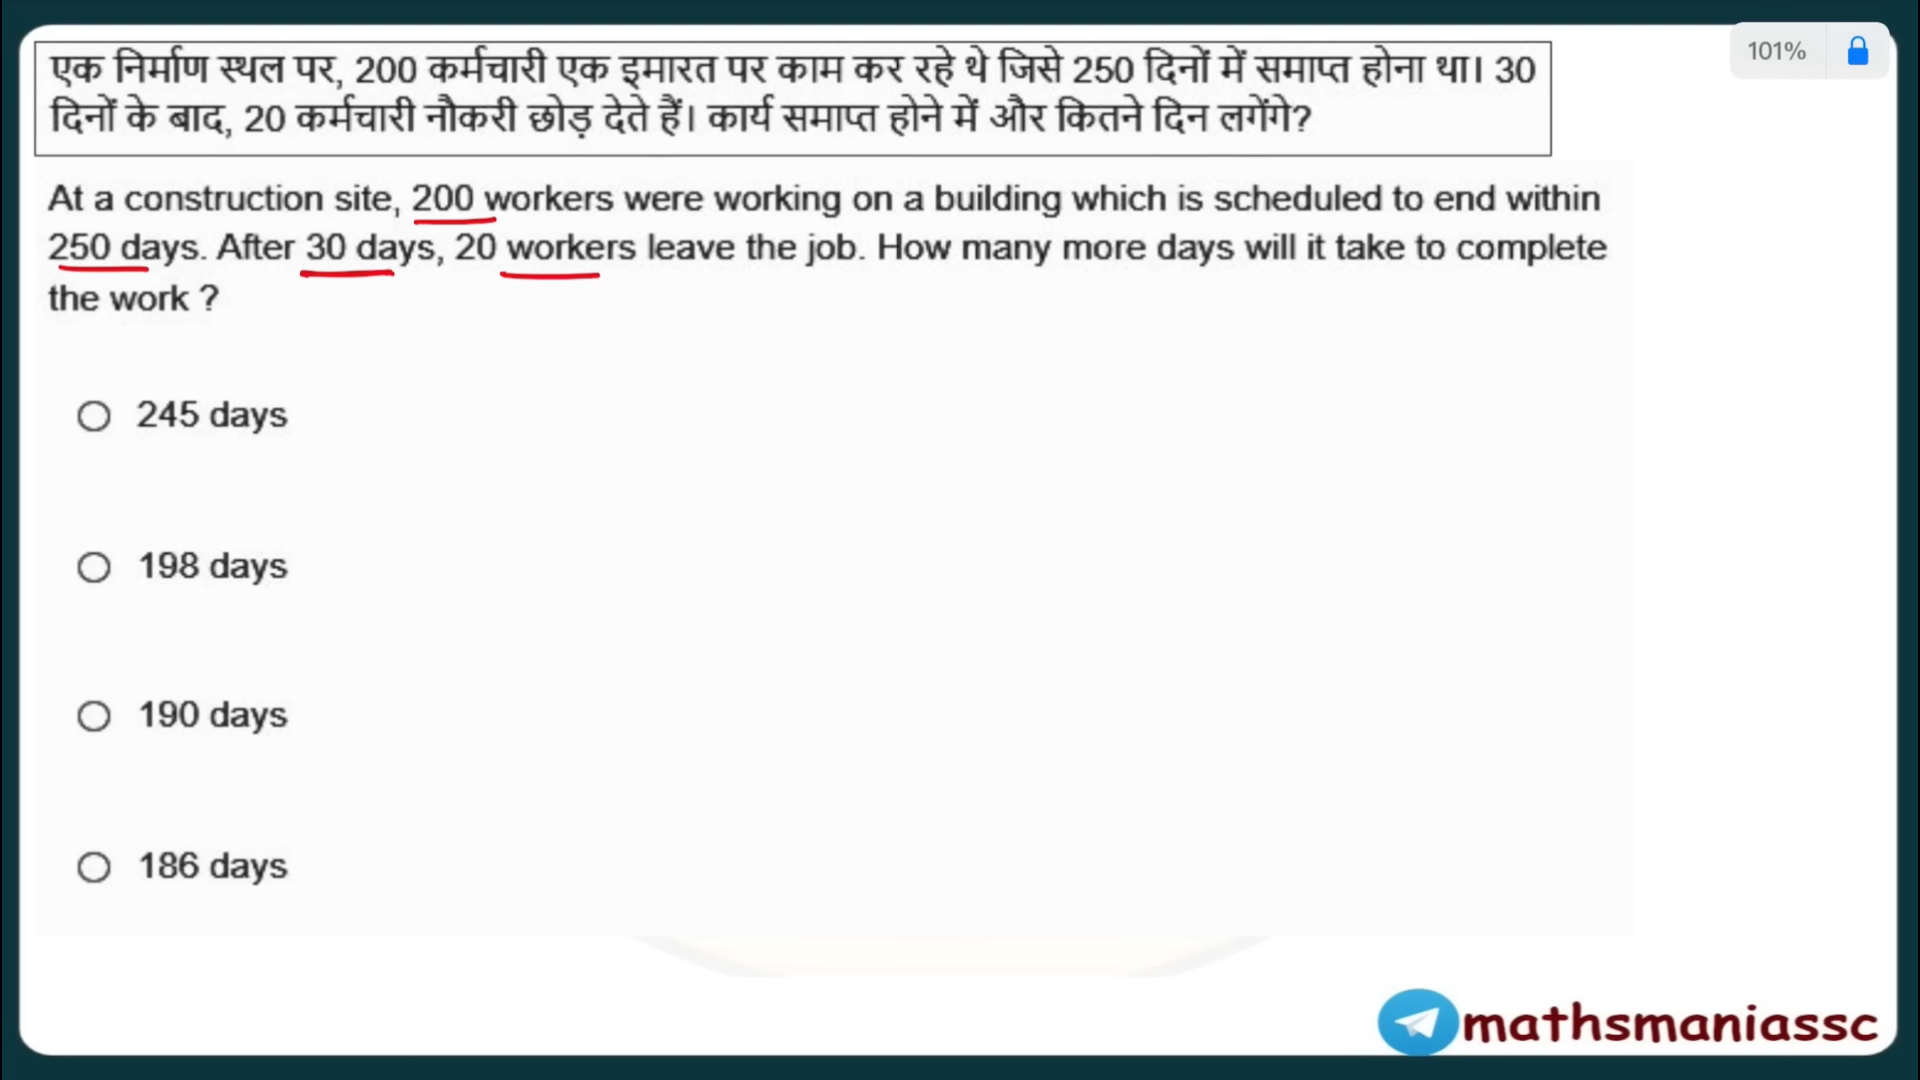 101%
एक निर्माण स्थल पर, 200 कर्मचारी एक इमारत पर काम कर रहे थे जिसे 250 दिनों में समाप्त होना था। 30
दिनों के बाद, 20 कर्मचारी नौकरी छोड़ देते हैं। कार्य समाप्त होने में और कितने दिन लगेंगे?
At a construction site, 200 workers were working on a building which is scheduled to end within
250 days. After 30 days, 20 workers leave the job. How many more days will it take to complete
the work ?
245 days
198 days
190 days
186 days
mathsmaniassc